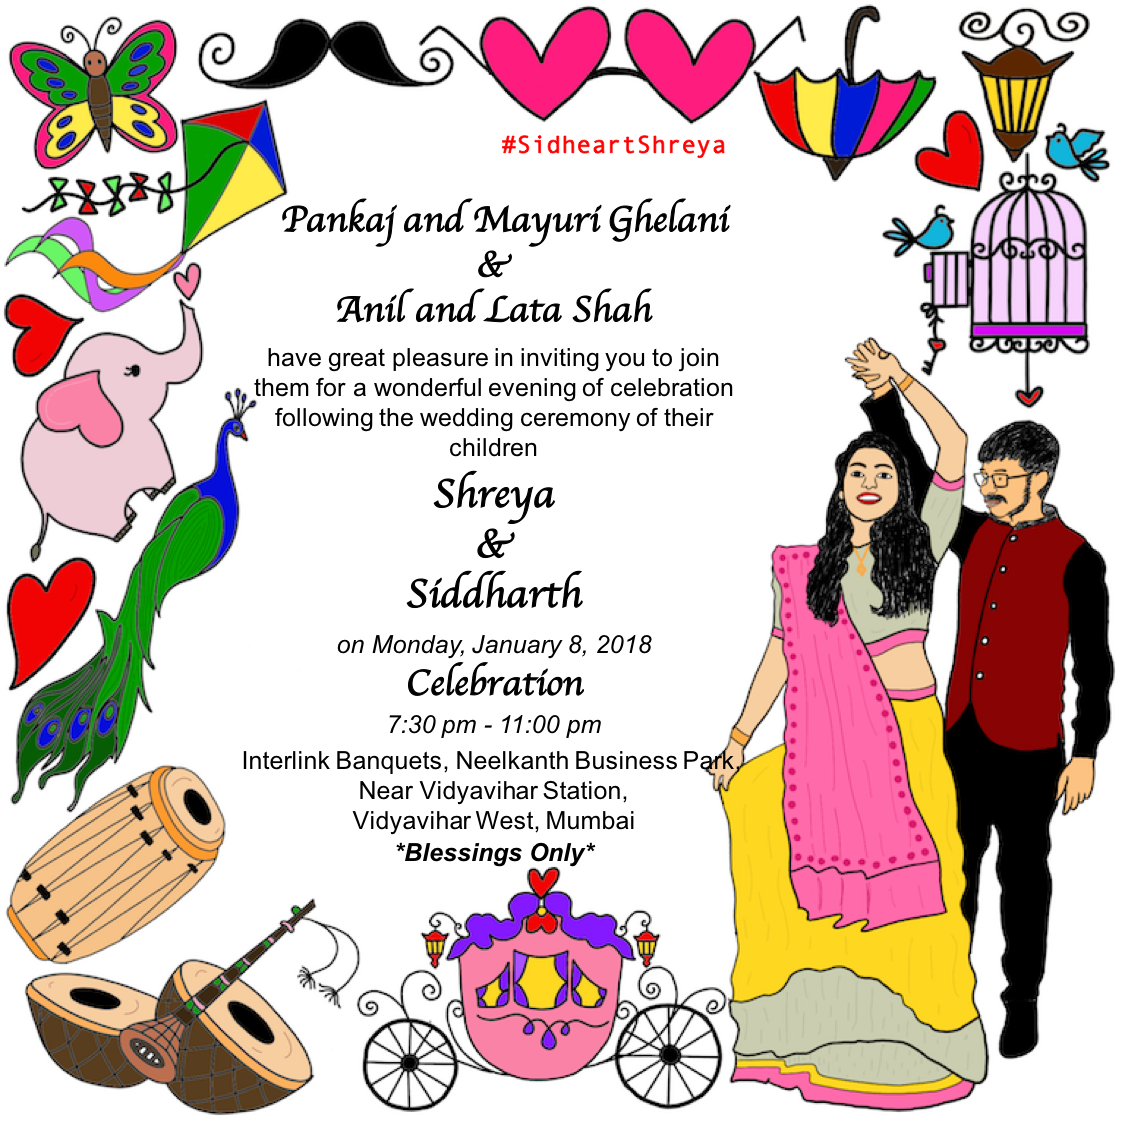 #SidheartShreya
Pankaj and Mayuri Ghelani
&
Anil and Lata Shah
have great pleasure in inviting you to join
them for a wonderful evening of celebration
following the wedding ceremony of their
children
Shreya
&
Siddharth
on Monday, January 8, 2018
Celebration
7:30 pm - 11:00 pm
Interlink Banquets, Neelkanth Business Park,
Near Vidyavihar Station,
Vidyavihar West, Mumbai
*Blessings Only*